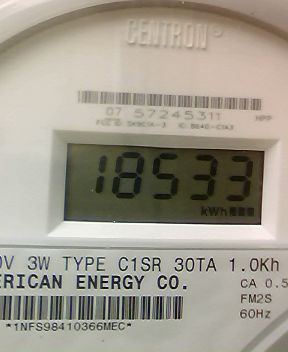 CENTRON®
07 57245311 HPP
18533
kWh
0V 3W TYPE C1SR 30TA 1.0Kh
ERICAN ENERGY CO. CA 0.5
FM2S
60Hz
*1NFS98410366MEC*